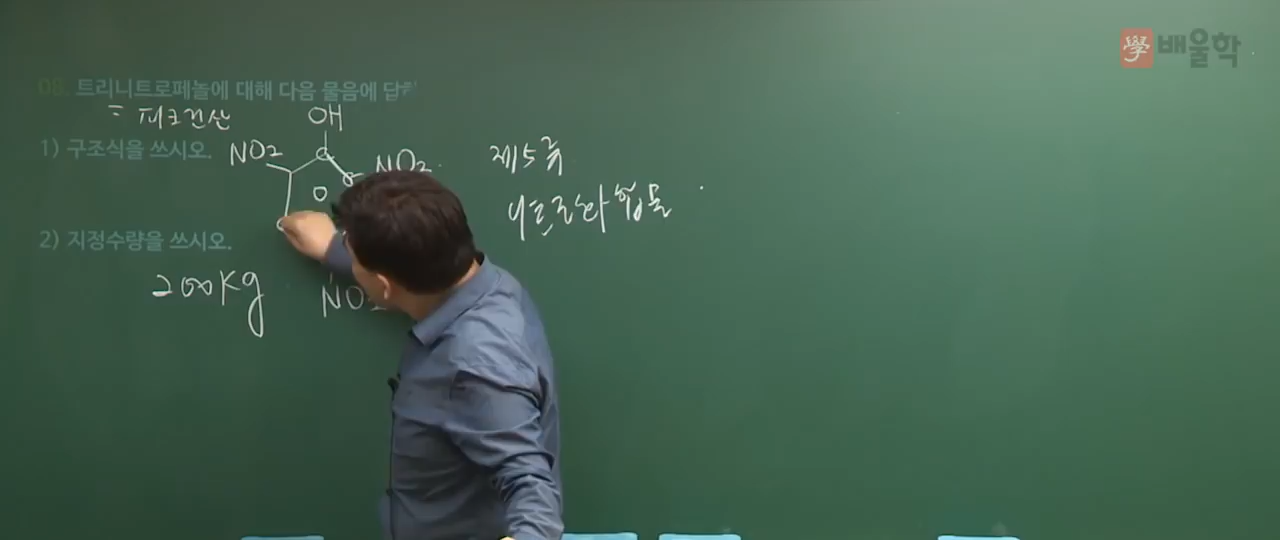 學 배울학
08. 트리니트로페놀에 대해 다음 물음에 답하
= 피크린산
OH
1) 구조식을 쓰시오.
NO2
NO2
제5류
니트로화합물
2) 지정수량을 쓰시오.
200kg
NO2